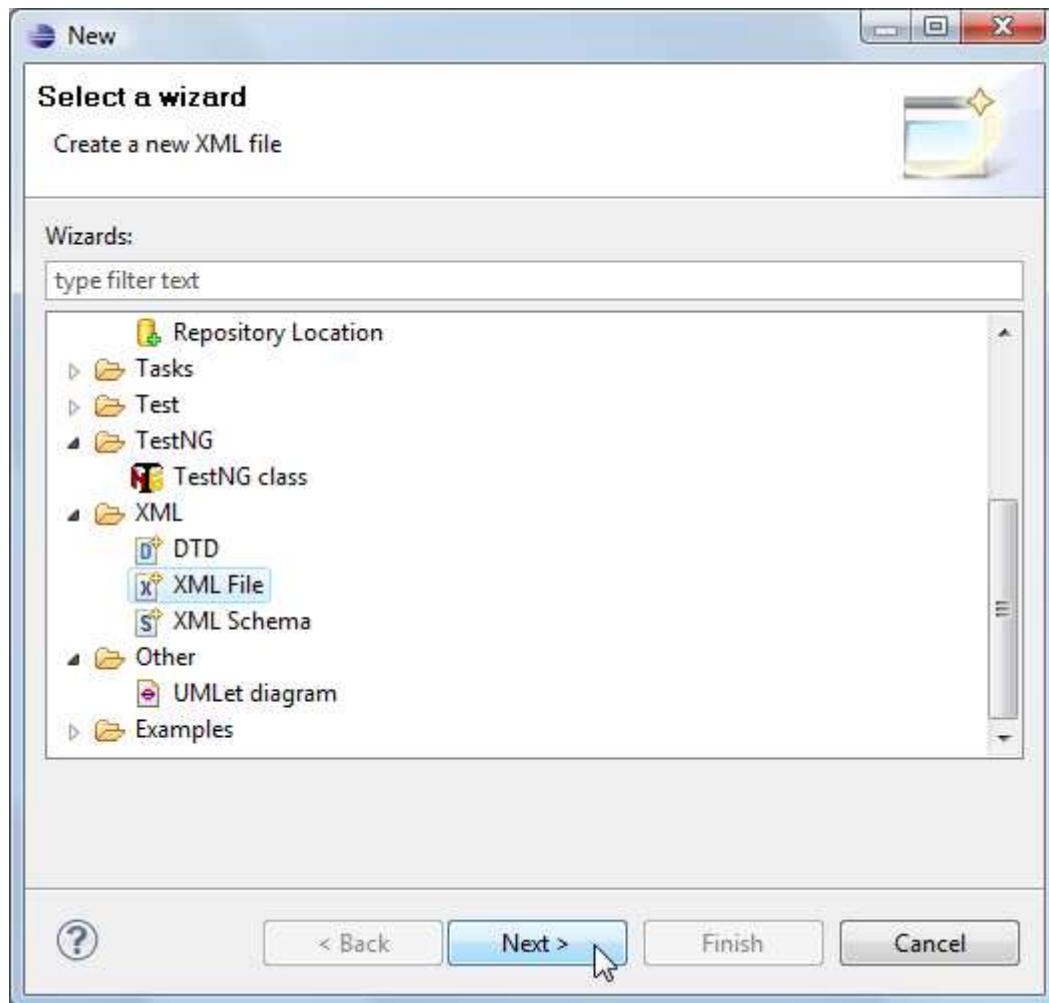 New
Select a wizard
Create a new XML file
Wizards:
type filter text
Repository Location
Tasks
Test
TestNG
TestNG class
XML
DTD
XML File
XML Schema
Other
UMLet diagram
Examples
< Back Next > Finish Cancel